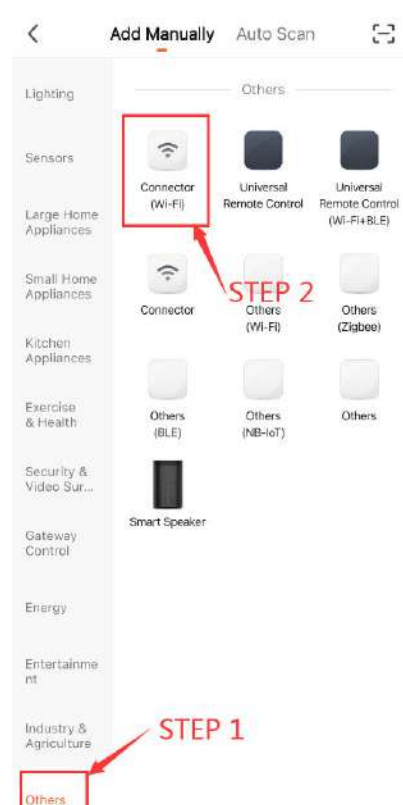 Add Manually
Auto Scan
Lighting
Sensors
Large Home
Appliances
Small Home
Appliances
Kitchen
Appliances
Exercise
& Health
Security &
Video Sur...
Gateway
Control
Energy
Entertainme
nt
Industry &
Agriculture
Others
Others
Connector
(Wi-Fi)
Universal
Remote Control
Universal
Remote Control
(Wi-Fi+BLE)
Connector
Others
(Wi-Fi)
Others
(Zigbee)
Others
(BLE)
Others
(NB-IoT)
Others
Smart Speaker
STEP 2
STEP 1